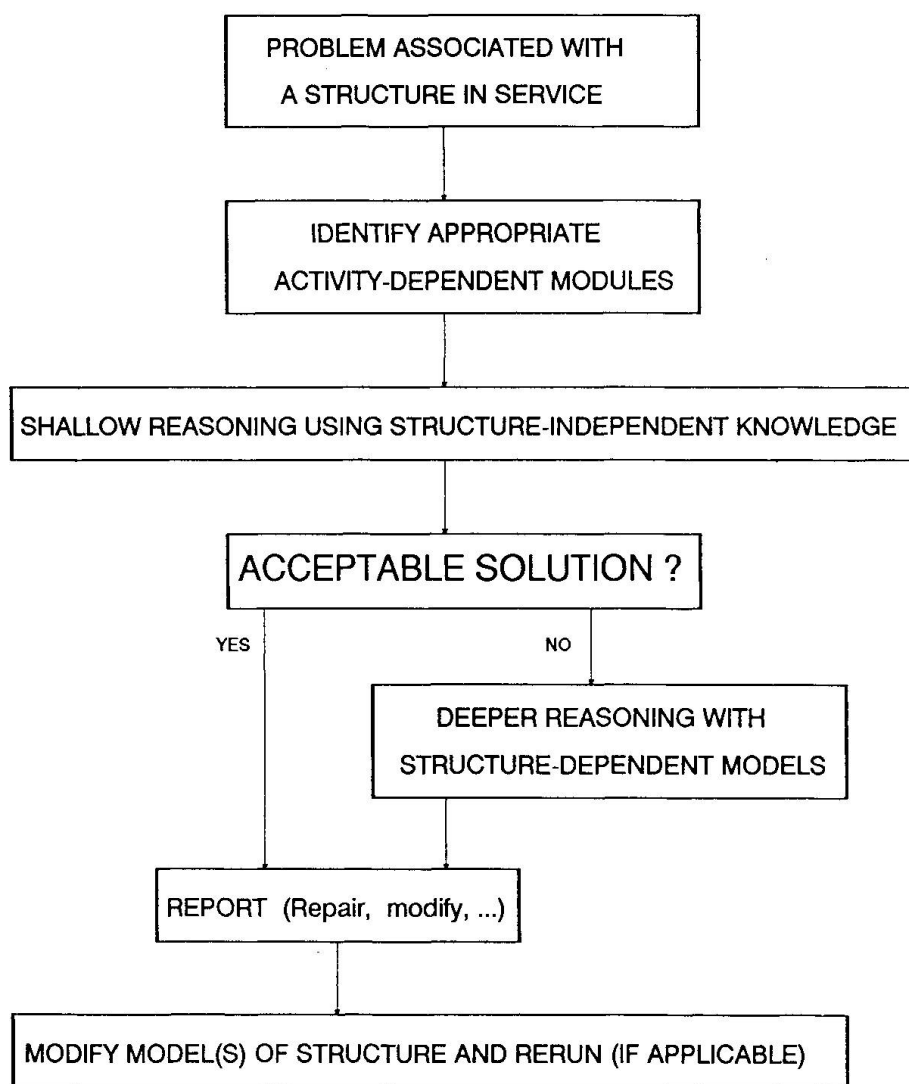 PROBLEM ASSOCIATED WITH
A STRUCTURE IN SERVICE
IDENTIFY APPROPRIATE
ACTIVITY-DEPENDENT MODULES
SHALLOW REASONING USING STRUCTURE-INDEPENDENT KNOWLEDGE
ACCEPTABLE SOLUTION ?
YES
NO
DEEPER REASONING WITH
STRUCTURE-DEPENDENT MODELS
REPORT (Repair, modify, ...)
MODIFY MODEL(S) OF STRUCTURE AND RERUN (IF APPLICABLE)